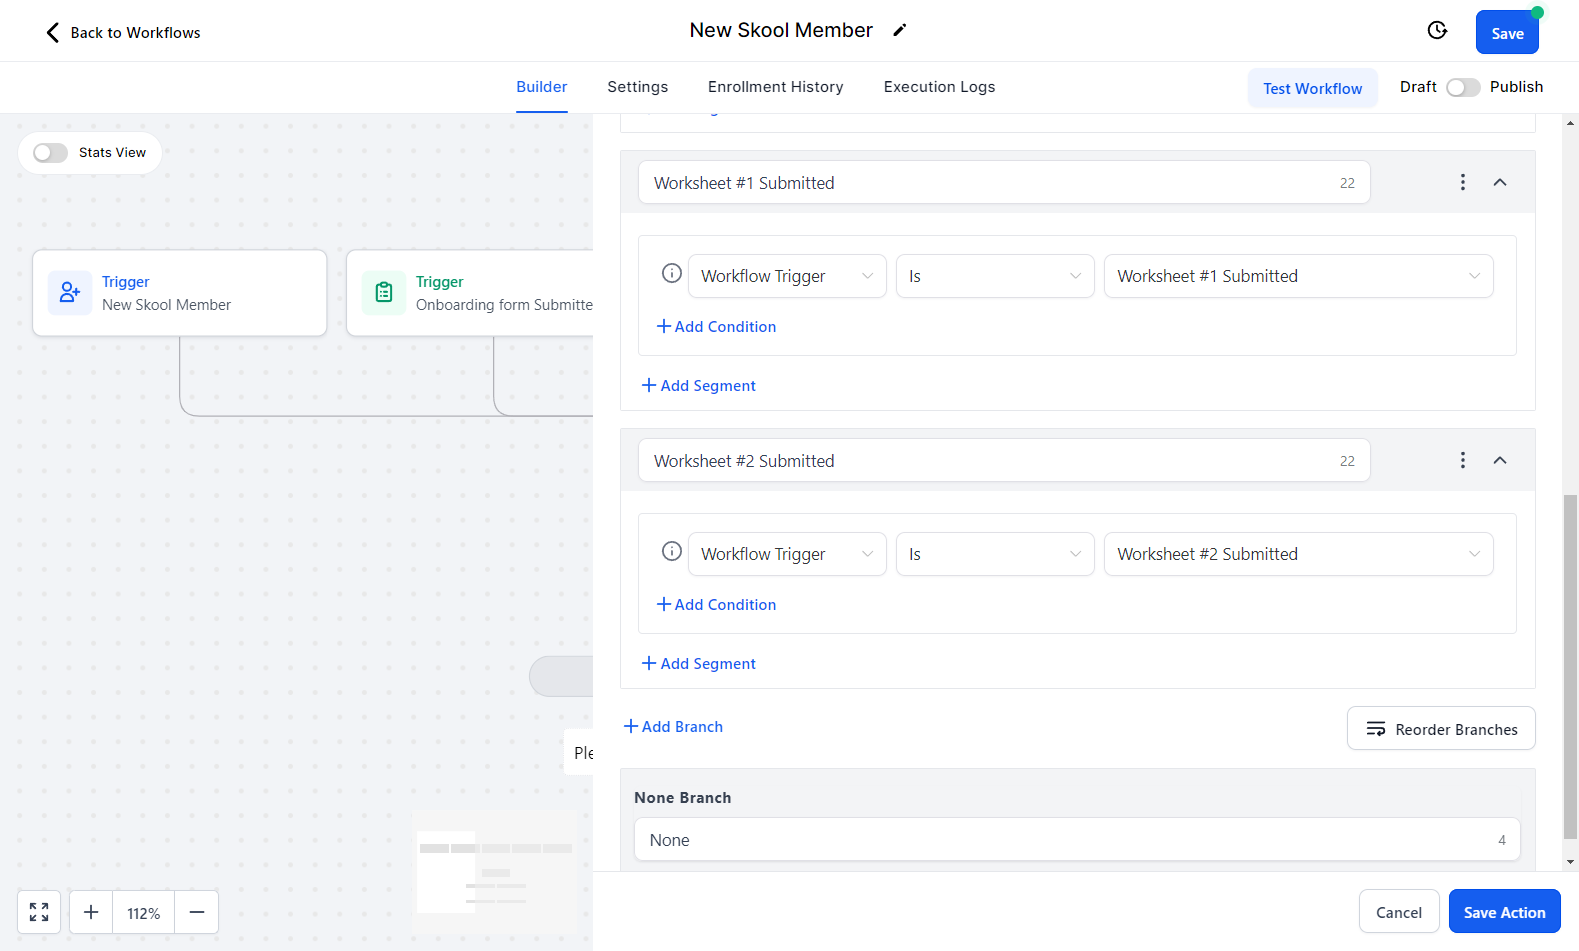 Back to Workflows
New Skool Member
Save
Builder
Settings
Enrollment History
Execution Logs
Test Workflow
Draft
Publish
Stats View
Trigger
New Skool Member
Trigger
Onboarding form Submitte
Ple
112%
Worksheet #1 Submitted
22
Workflow Trigger
Is
Worksheet #1 Submitted
Add Condition
Add Segment
Worksheet #2 Submitted
22
Workflow Trigger
Is
Worksheet #2 Submitted
Add Condition
Add Segment
Add Branch
Reorder Branches
None Branch
None
4
Cancel
Save Action